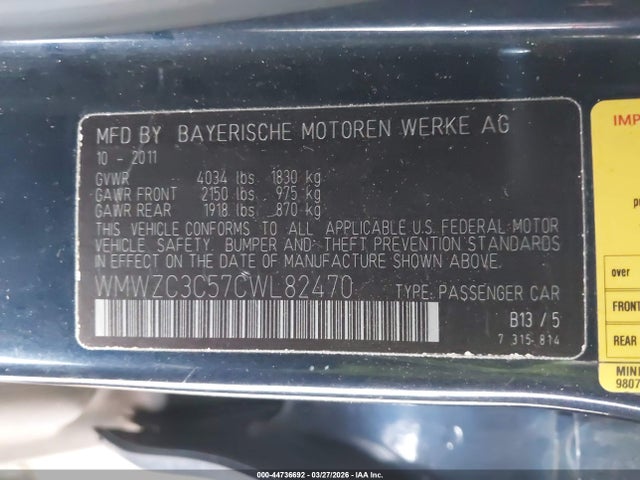 MFD BY BAYERISCHE MOTOREN WERKE AG
10 - 2011
GVWR 4034 lbs 1830 kg
GAWR FRONT 2150 lbs 975 kg
GAWR REAR 1918 lbs 870 kg
THIS VEHICLE CONFORMS TO ALL APPLICABLE U.S. FEDERAL MOTOR
VEHICLE, SAFETY, BUMPER AND THEFT PREVENTION STANDARDS
IN EFFECT ON THE DATE OF MANUFACTURE SHOWN ABOVE.
WMWZC3C57CWL82470 TYPE: PASSENGER CAR
B13 / 5
7 315 814
IMP
over
FRONT
REAR
MINI
9807
000-44736692 - 03/27/2026 - IAA Inc.